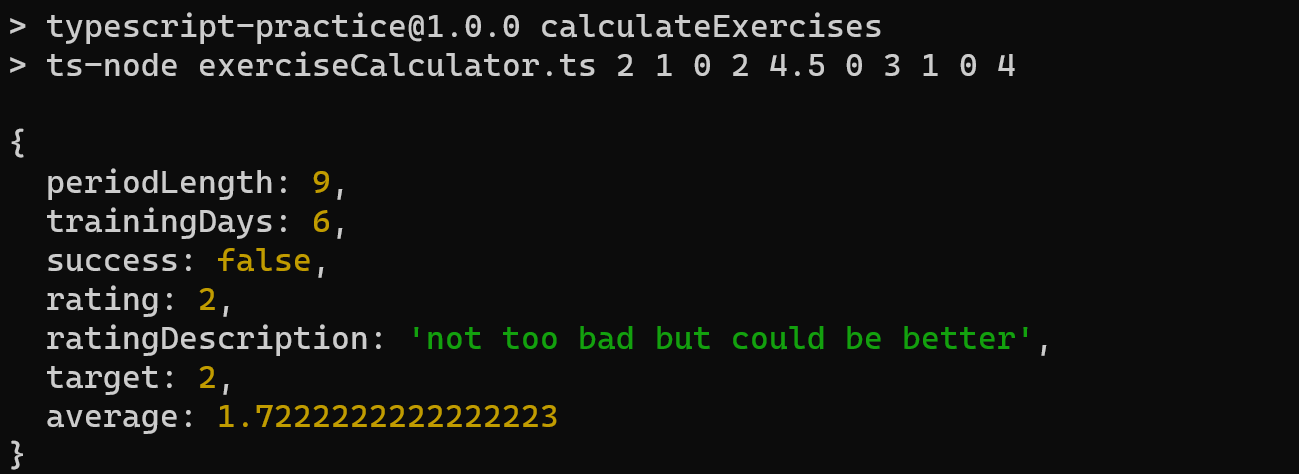 > typescript-practice@1.0.0 calculateExercises
> ts-node exerciseCalculator.ts 2 1 0 2 4.5 0 3 1 0 4
{
periodLength: 9,
trainingDays: 6,
success: false,
rating: 2,
ratingDescription: 'not too bad but could be better',
target: 2,
average: 1.7222222222222223
}